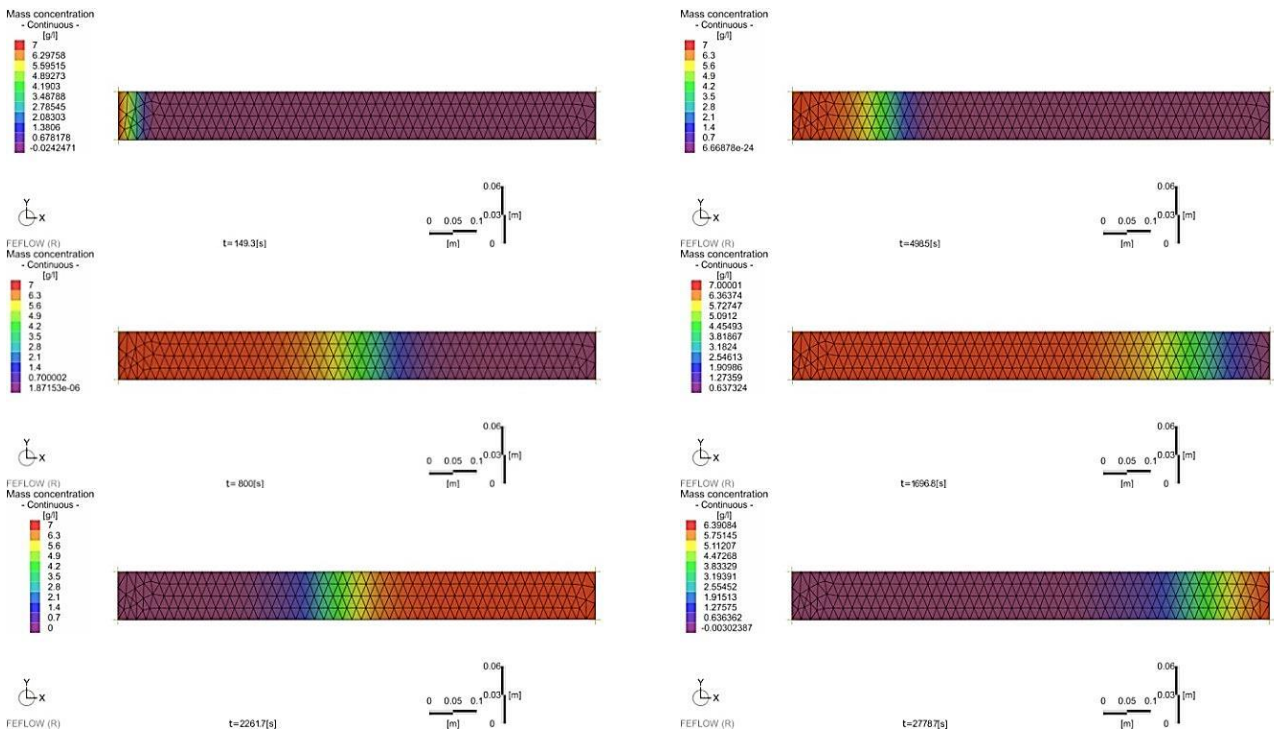 Mass concentration
- Continuous -
[g/l]
7
6.29758
5.59515
4.89273
4.1903
3.48788
2.78545
2.08303
1.3806
0.678178
-0.0242471
Y
X
FEFLOW (R)
t=149.3[s]
0 0.05 0.1
[m]
0.06
0.03 [m]
0
Mass concentration
- Continuous -
[g/l]
7
6.3
5.6
4.9
4.2
3.5
2.8
2.1
1.4
0.7
6.66878e-24
Y
X
FEFLOW (R)
t=498.5[s]
0 0.05 0.1
[m]
0.06
0.03 [m]
0
Mass concentration
- Continuous -
[g/l]
7
6.3
5.6
4.9
4.2
3.5
2.8
2.1
1.4
0.700002
1.87153e-06
Y
X
FEFLOW (R)
t= 800[s]
0 0.05 0.1
[m]
0.06
0.03 [m]
0
Mass concentration
- Continuous -
[g/l]
7.00001
6.36374
5.72747
5.0912
4.45493
3.81867
3.1824
2.54613
1.90986
1.27359
0.637324
Y
X
FEFLOW (R)
t=1696.8[s]
0 0.05 0.1
[m]
0.06
0.03 [m]
0
Mass concentration
- Continuous -
[g/l]
7
6.3
5.6
4.9
4.2
3.5
2.8
2.1
1.4
0.7
0
Y
X
FEFLOW (R)
t=2261.7[s]
0 0.05 0.1
[m]
0.06
0.03 [m]
0
Mass concentration
- Continuous -
[g/l]
6.39084
5.75145
5.11207
4.47268
3.83329
3.19391
2.55452
1.91513
1.27575
0.636362
-0.00302387
Y
X
FEFLOW (R)
t=2778.7[s]
0 0.05 0.1
[m]
0.06
0.03 [m]
0